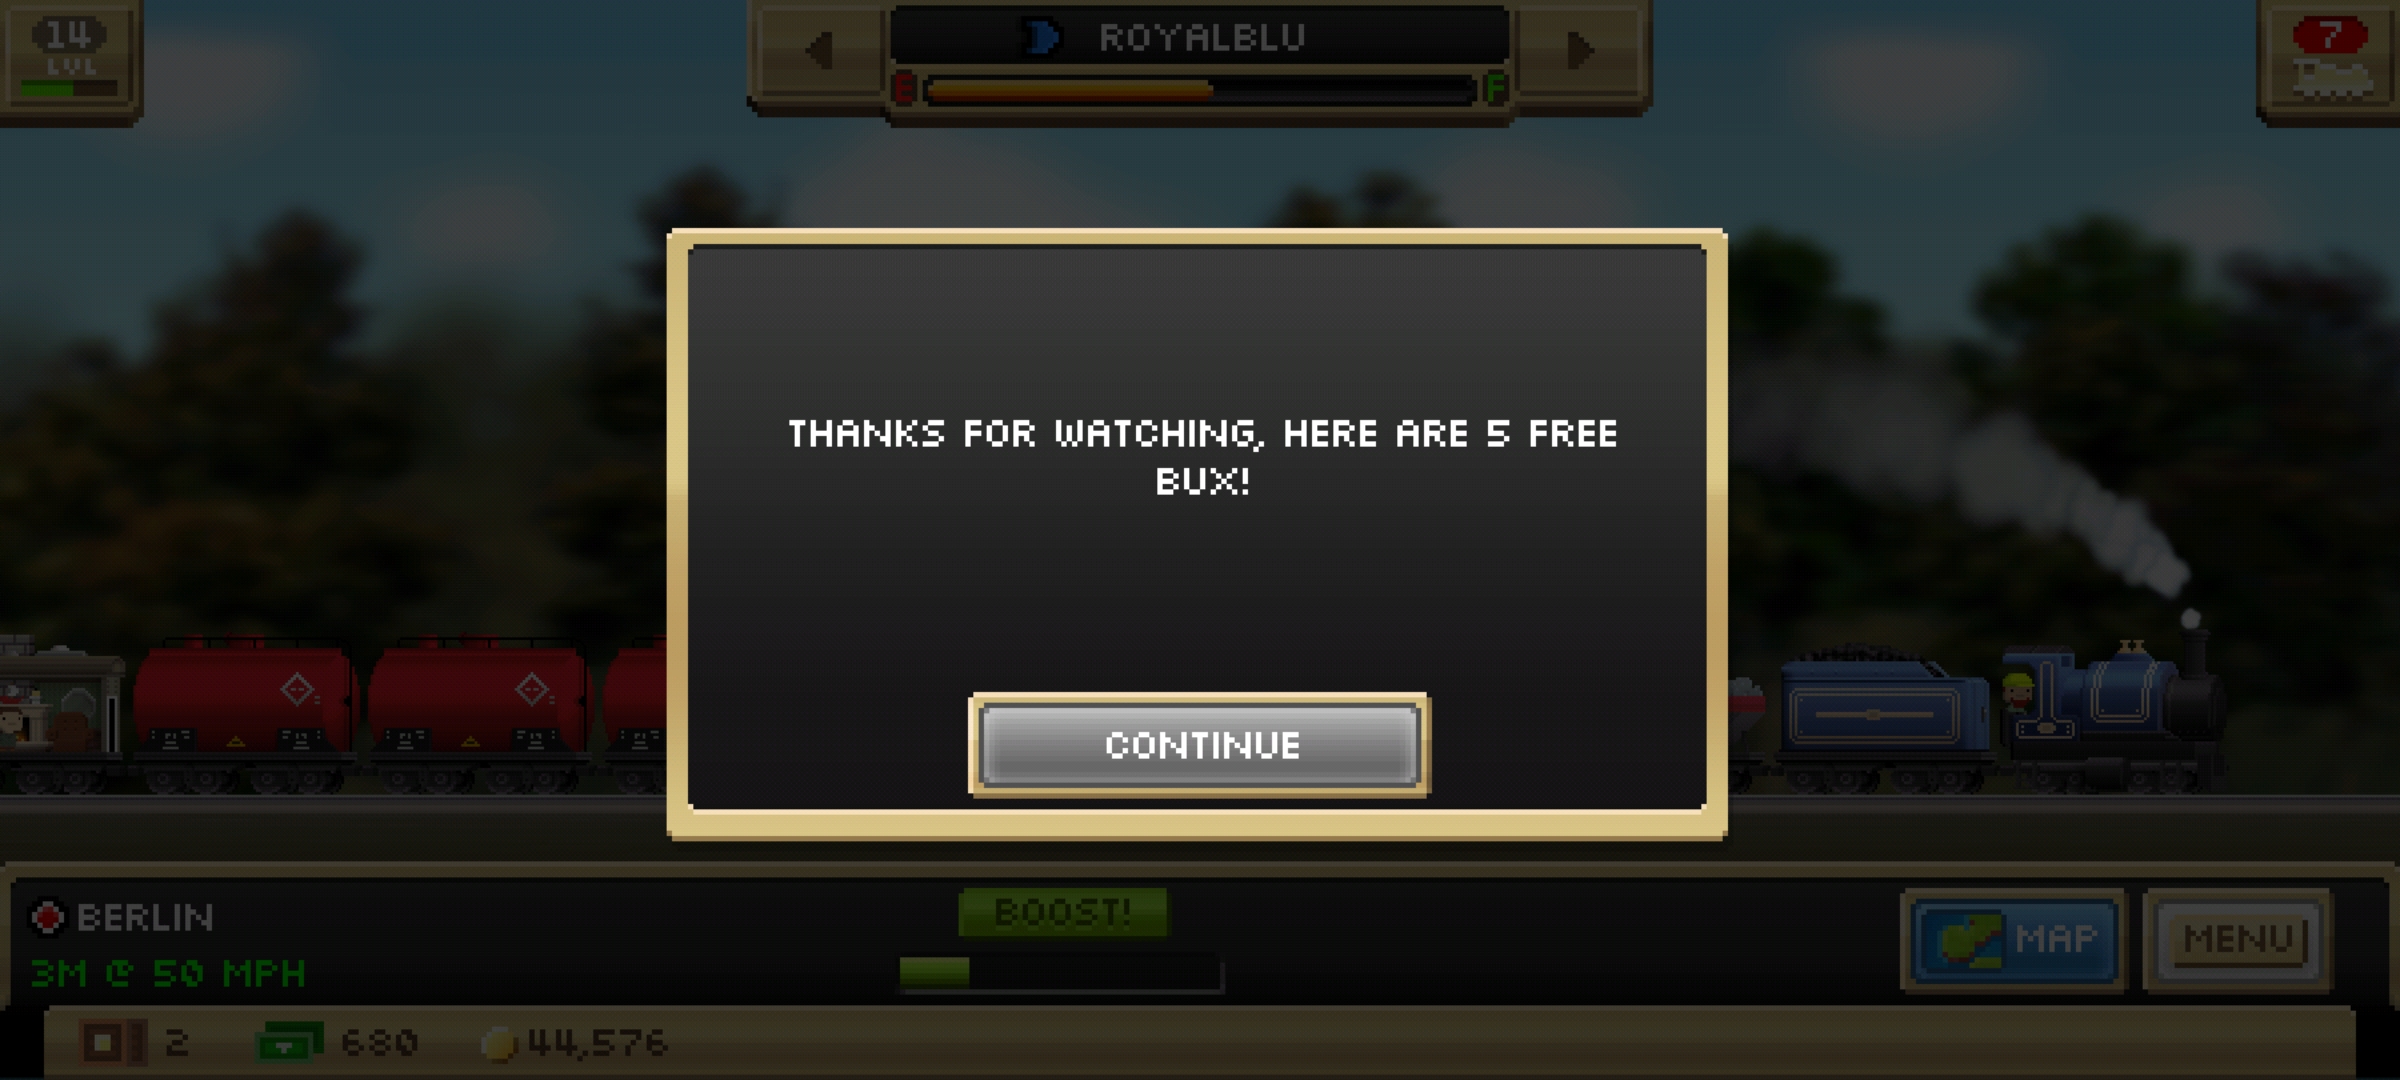 14
LVL
ROYALBLU
E
F
7
THANKS FOR WATCHING, HERE ARE 5 FREE
BUX!
CONTINUE
BERLIN
3M @ 50 MPH
BOOST!
MAP
MENU
2
680
44,576